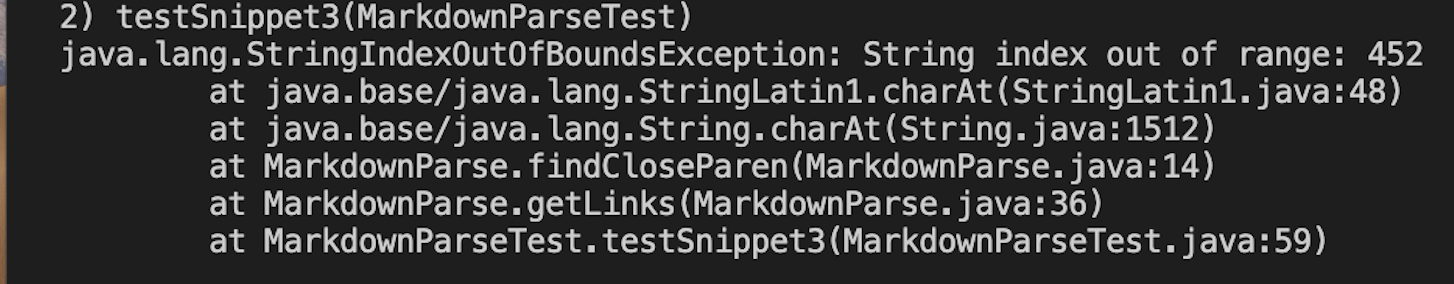 2) testSnippet3(MarkdownParseTest)
java.lang.StringIndexOutOfBoundsException: String index out of range: 452
at java.base/java.lang.StringLatin1.charAt(StringLatin1.java:48)
at java.base/java.lang.String.charAt(String.java:1512)
at MarkdownParse.findCloseParen(MarkdownParse.java:14)
at MarkdownParse.getLinks(MarkdownParse.java:36)
at MarkdownParseTest.testSnippet3(MarkdownParseTest.java:59)